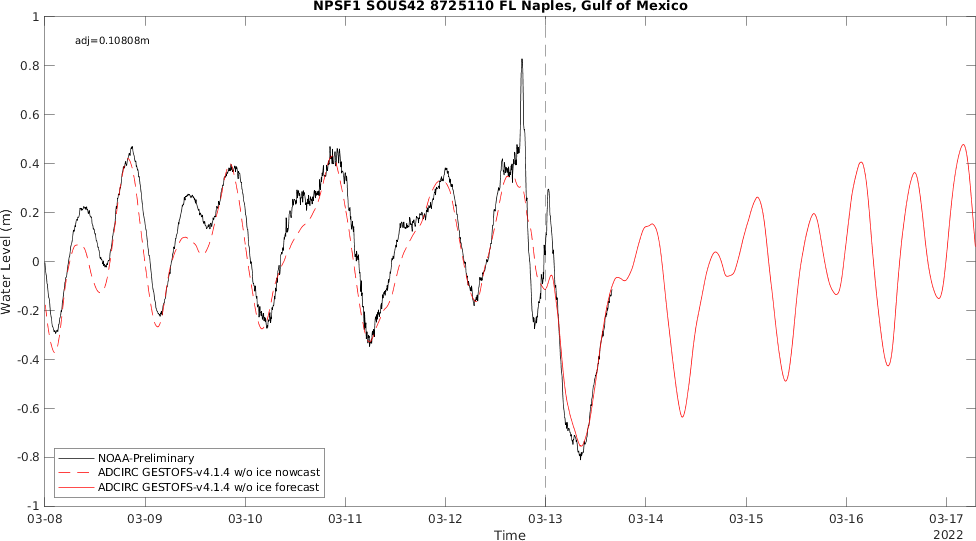 NPSF1 SOUS42 8725110 FL Naples, Gulf of Mexico
adj=0.10808m
1
0.8
0.6
0.4
0.2
0
-0.2
-0.4
-0.6
-0.8
-1
Water Level (m)
NOAA-Preliminary
ADCIRC GESTOFS-v4.1.4 w/o ice nowcast
ADCIRC GESTOFS-v4.1.4 w/o ice forecast
03-08 03-09 03-10 03-11 03-12 03-13 03-14 03-15 03-16 03-17
Time
2022